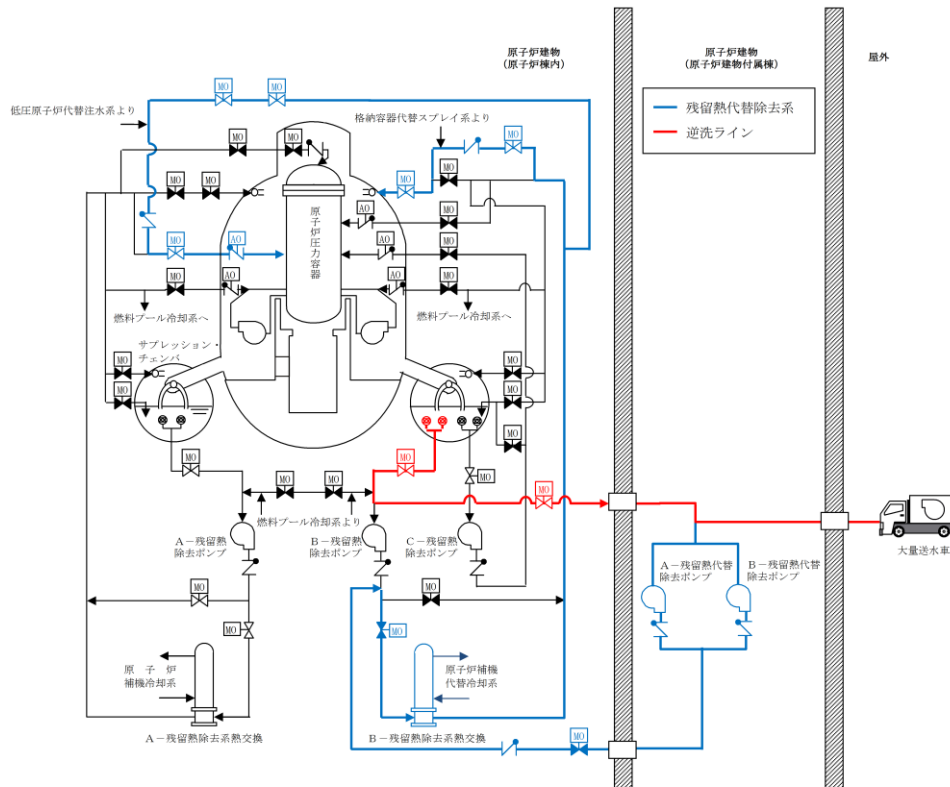 原子炉建物
(原子炉棟内)
原子炉建物
(原子炉建物付属棟)
屋外
残留熱代替除去系
逆洗ライン
MO
MO
低圧原子炉代替注水系より
格納容器代替スプレイ系より
MO
MO
MO
MO
MO
MO
MO
AO
MO
原子炉圧力容器
MO
AO
AO
MO
MO
AO
AO
MO
燃料プール冷却系へ
燃料プール冷却系へ
サプレッション・
チェンバ
MO
MO
MO
MO
MO
MO
MO
MO
MO
MO
MO
燃料プール冷却系より
A-残留熱
除去ポンプ
B-残留熱
除去ポンプ
C-残留熱
除去ポンプ
A-残留熱代替
除去ポンプ
B-残留熱代替
除去ポンプ
大量送水車
MO
MO
MO
MO
原子炉
補機冷却系
原子炉補機
代替冷却系
A-残留熱除去系熱交換
B-残留熱除去系熱交換
MO